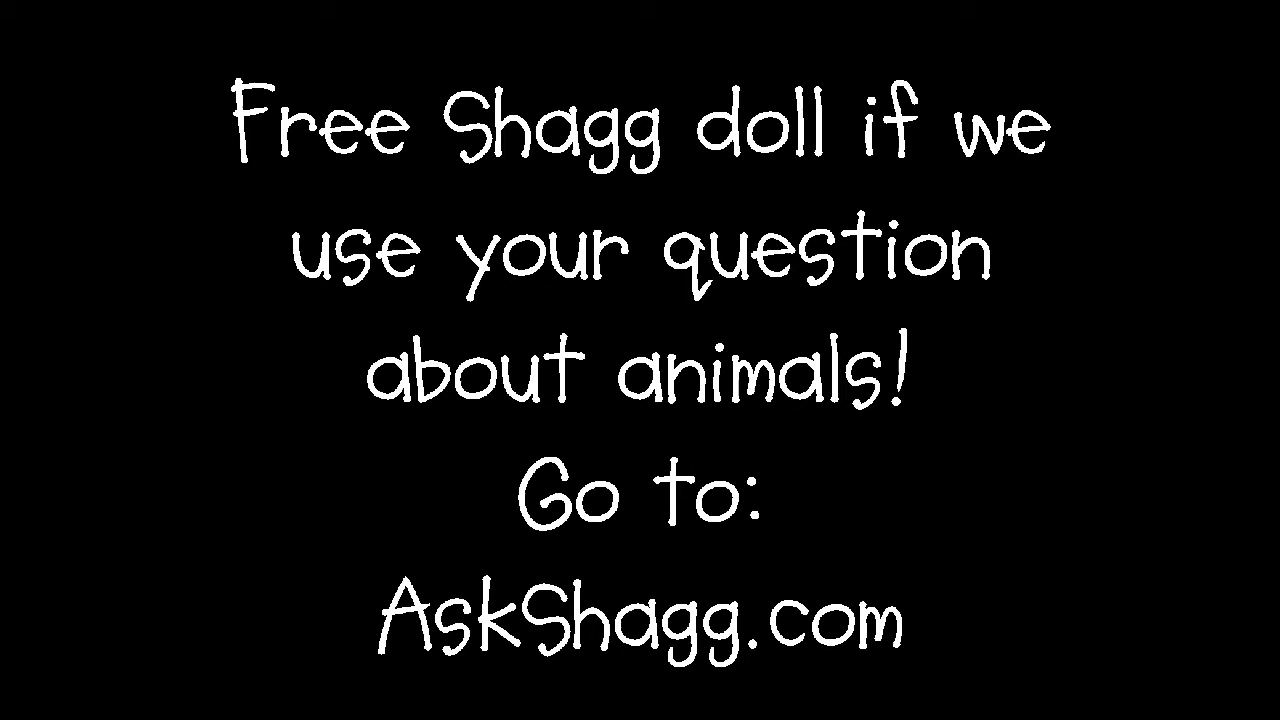 Free Shagg doll if we
use your question
about animals!
Go to:
AskShagg.com